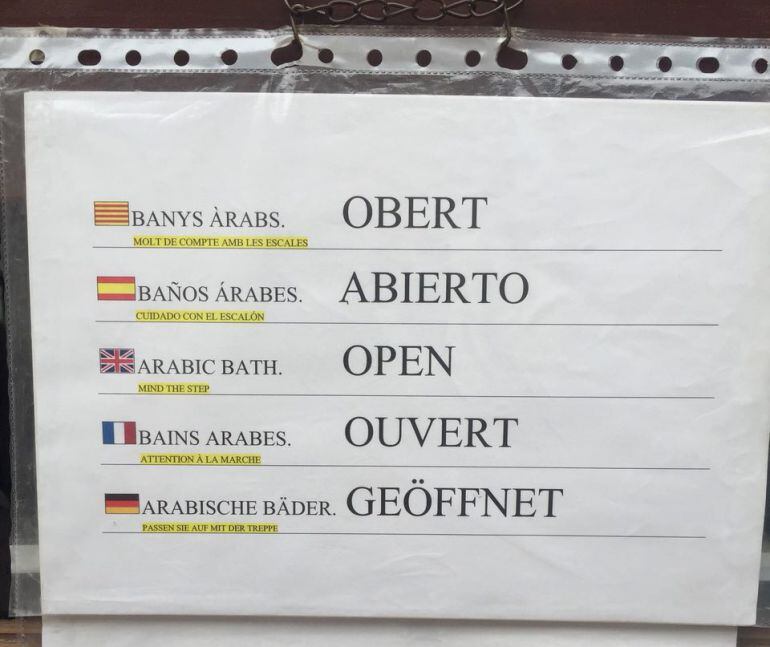 BANYS ÀRABS. OBERT
MOLT DE COMPTE AMB LES ESCALES
BAÑOS ÁRABES. ABIERTO
CUIDADO CON EL ESCALÓN
ARABIC BATH. OPEN
MIND THE STEP
BAINS ARABES. OUVERT
ATTENTION À LA MARCHE
ARABISCHE BÄDER. GEÖFFNET
PASSEN SIE AUF MIT DER TREPPE